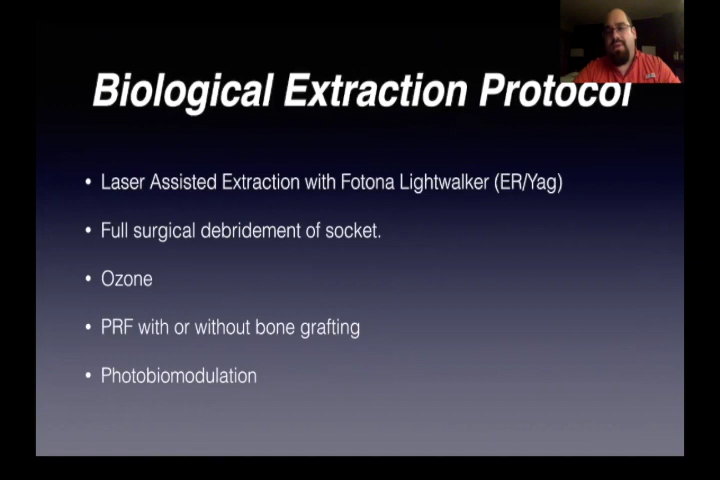 Biological Extraction Protocol
• Laser Assisted Extraction with Fotona Lightwalker (ER/Yag)
• Full surgical debridement of socket.
• Ozone
• PRF with or without bone grafting
• Photobiomodulation